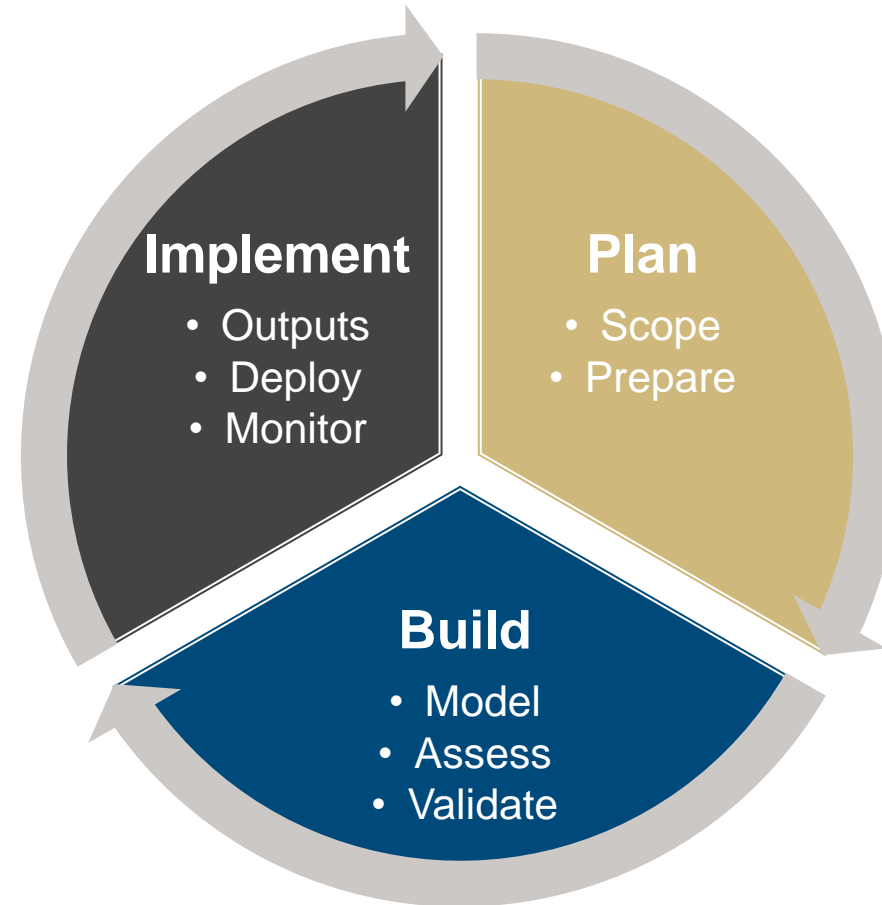 Implement
• Outputs
• Deploy
• Monitor
Plan
• Scope
• Prepare
Build
• Model
• Assess
• Validate